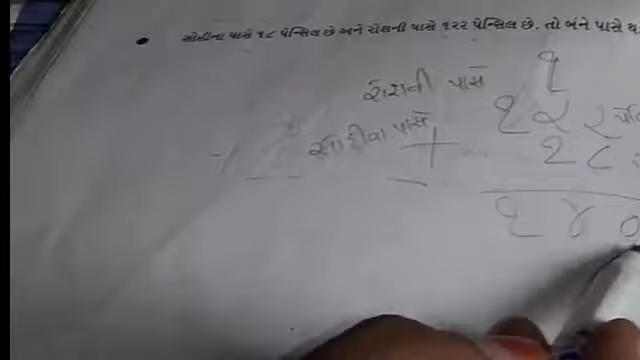 સોહીના પાસે ૧૮ પેન્સિલ છે અને રોશની પાસે ૧૨૨ પેન્સિલ છે. તો બંને પાસે
૧
રોશની પાસે ૧૨૨
પાસે + ૧૮
૧૪૦